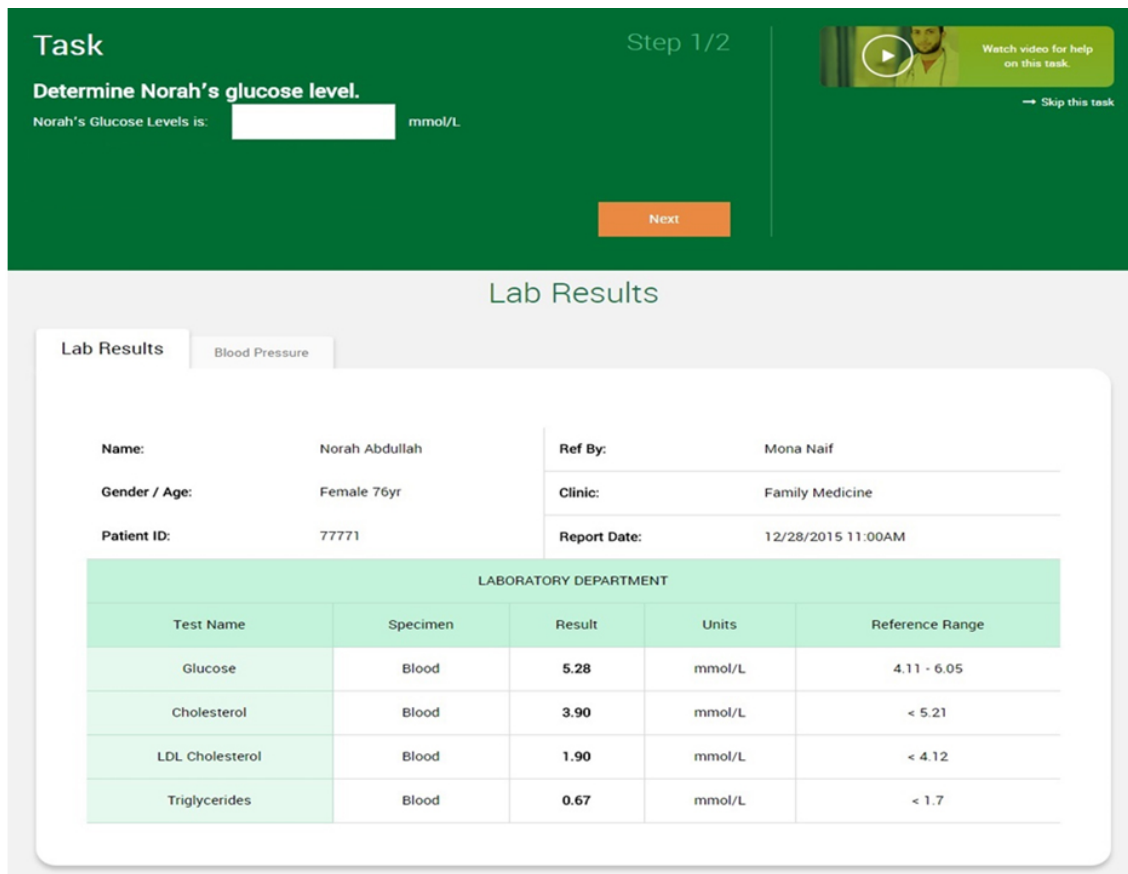 Task
Step 1/2
Watch video for help
on this task.
→ Skip this task
Determine Norah's glucose level.
Norah's Glucose Levels is: mmol/L
Next
Lab Results
Lab Results Blood Pressure
Name: Norah Abdullah Ref By: Mona Naif
Gender / Age: Female 76yr Clinic: Family Medicine
Patient ID: 77771 Report Date: 12/28/2015 11:00AM
LABORATORY DEPARTMENT
Test Name Specimen Result Units Reference Range
Glucose Blood 5.28 mmol/L 4.11 - 6.05
Cholesterol Blood 3.90 mmol/L < 5.21
LDL Cholesterol Blood 1.90 mmol/L < 4.12
Triglycerides Blood 0.67 mmol/L < 1.7